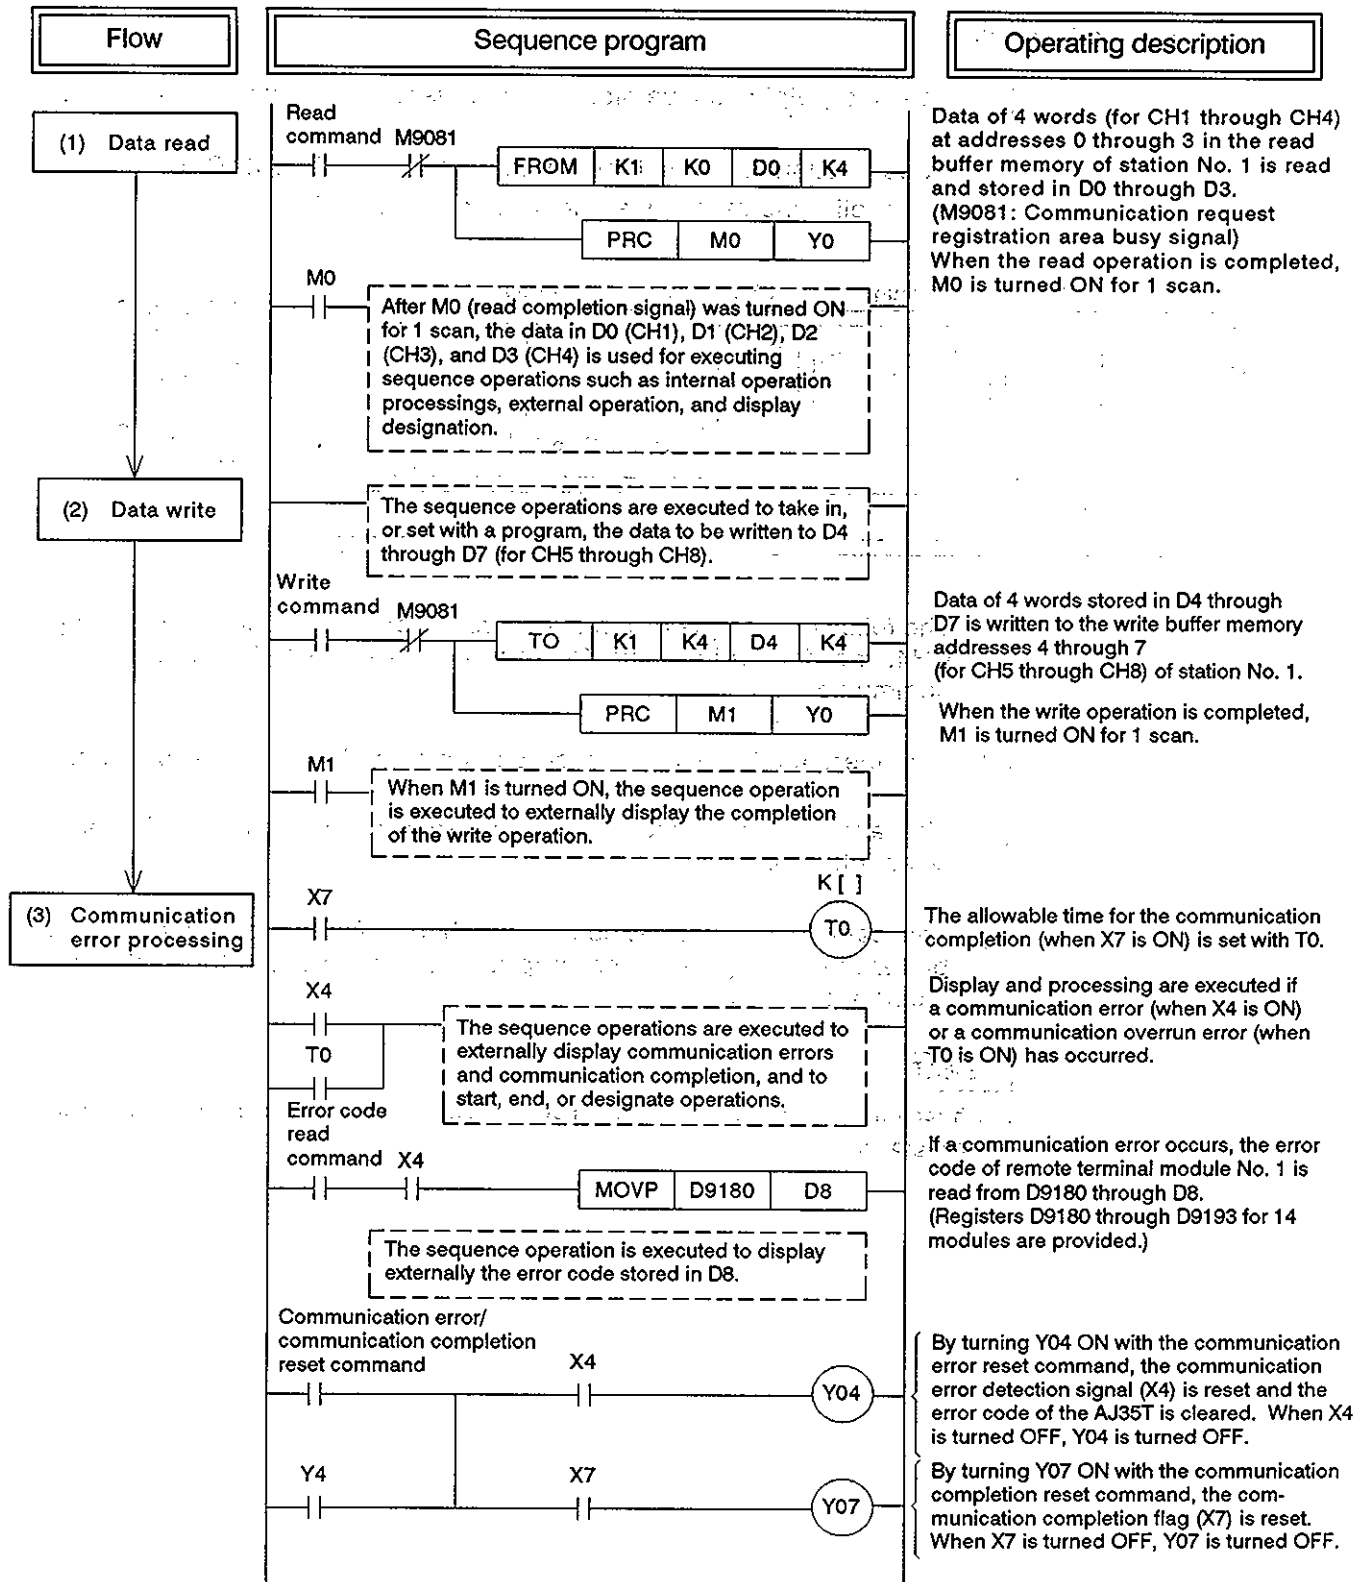 Flow
Sequence program
Operating description
(1) Data read
Read
command
M9081
FROM K1 K0 D0 K4
PRC M0 Y0
Data of 4 words (for CH1 through CH4)
at addresses 0 through 3 in the read
buffer memory of station No. 1 is read
and stored in D0 through D3.
(M9081: Communication request
registration area busy signal)
When the read operation is completed,
M0 is turned ON for 1 scan.
M0
After M0 (read completion signal) was turned ON
for 1 scan, the data in D0 (CH1), D1 (CH2), D2
(CH3), and D3 (CH4) is used for executing
sequence operations such as internal operation
processings, external operation, and display
designation.
(2) Data write
The sequence operations are executed to take in,
or set with a program, the data to be written to D4
through D7 (for CH5 through CH8).
Write
command
M9081
TO K1 K4 D4 K4
PRC M1 Y0
Data of 4 words stored in D4 through
D7 is written to the write buffer memory
addresses 4 through 7
(for CH5 through CH8) of station No. 1.
When the write operation is completed,
M1 is turned ON for 1 scan.
M1
When M1 is turned ON, the sequence operation
is executed to externally display the completion
of the write operation.
(3) Communication
error processing
X7
K [ ]
T0
The allowable time for the communication
completion (when X7 is ON) is set with T0.
X4
T0
The sequence operations are executed to
externally display communication errors
and communication completion, and to
start, end, or designate operations.
Display and processing are executed if
a communication error (when X4 is ON)
or a communication overrun error (when
T0 is ON) has occurred.
Error code
read
command
X4
MOVP D9180 D8
If a communication error occurs, the error
code of remote terminal module No. 1 is
read from D9180 through D8.
(Registers D9180 through D9193 for 14
modules are provided.)
The sequence operation is executed to display
externally the error code stored in D8.
Communication error/
communication completion
reset command
X4
Y04
By turning Y04 ON with the communication
error reset command, the communication
error detection signal (X4) is reset and the
error code of the AJ35T is cleared. When X4
is turned OFF, Y04 is turned OFF.
Y4
X7
Y07
By turning Y07 ON with the communication
completion reset command, the com-
munication completion flag (X7) is reset.
When X7 is turned OFF, Y07 is turned OFF.